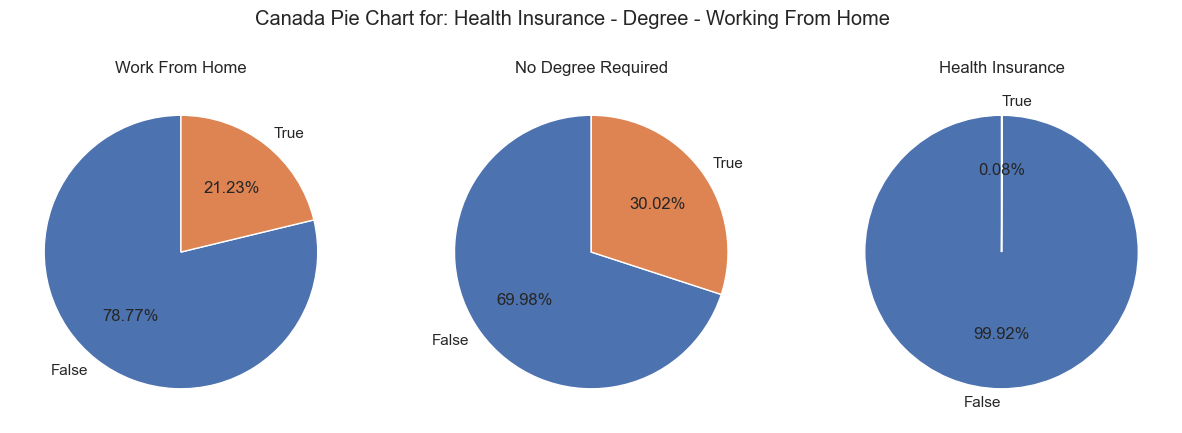 Canada Pie Chart for: Health Insurance - Degree - Working From Home
Work From Home
True
21.23%
78.77%
False
No Degree Required
True
30.02%
69.98%
False
Health Insurance
True
0.08%
99.92%
False